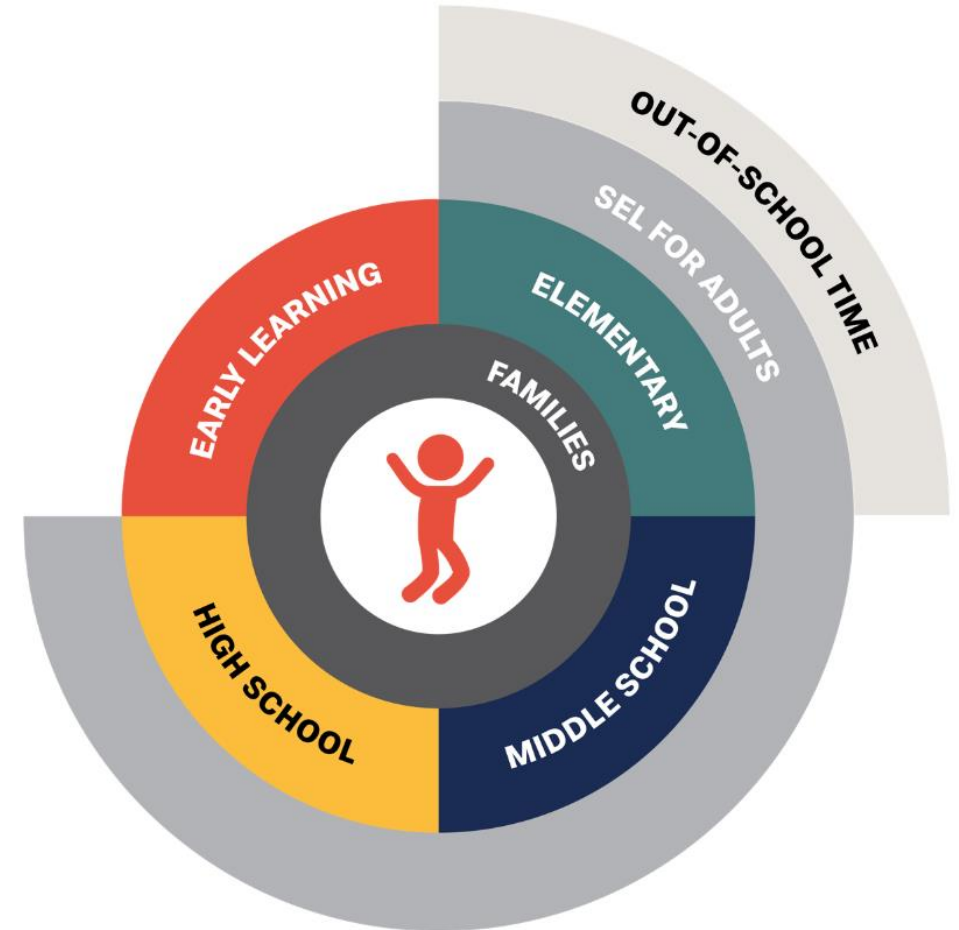 OUT-OF-SCHOOL TIME
SEL FOR ADULTS
EARLY LEARNING
ELEMENTARY
FAMILIES
HIGH SCHOOL
MIDDLE SCHOOL